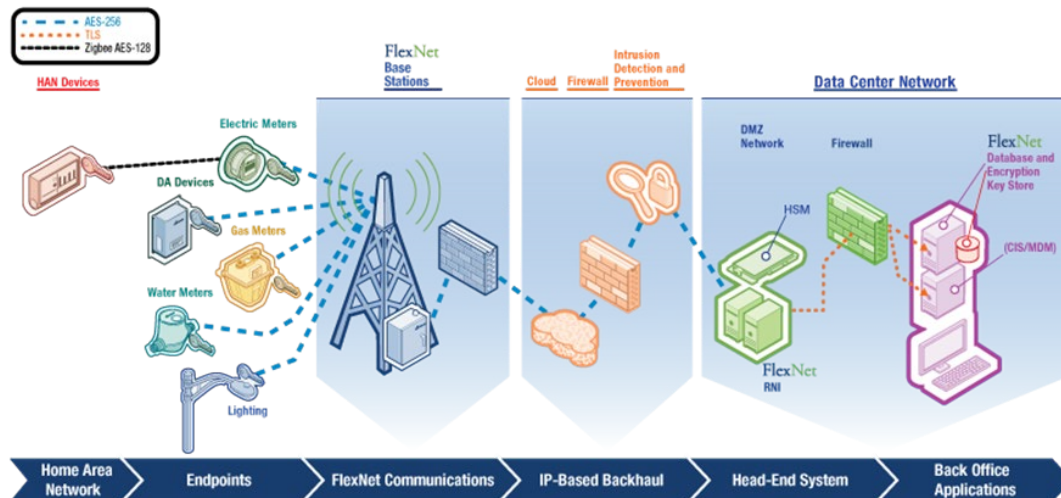 AES-256
TLS
Zigbee AES-128
HAN Devices
FlexNet
Base
Stations
Cloud
Firewall
Intrusion
Detection and
Prevention
Data Center Network
Electric Meters
DA Devices
Gas Meters
Water Meters
Lighting
DMZ
Network
Firewall
HSM
FlexNet
Database and
Encryption
Key Store
(CIS/MDM)
FlexNet
RNI
Home Area
Network
Endpoints
FlexNet Communications
IP-Based Backhaul
Head-End System
Back Office
Applications